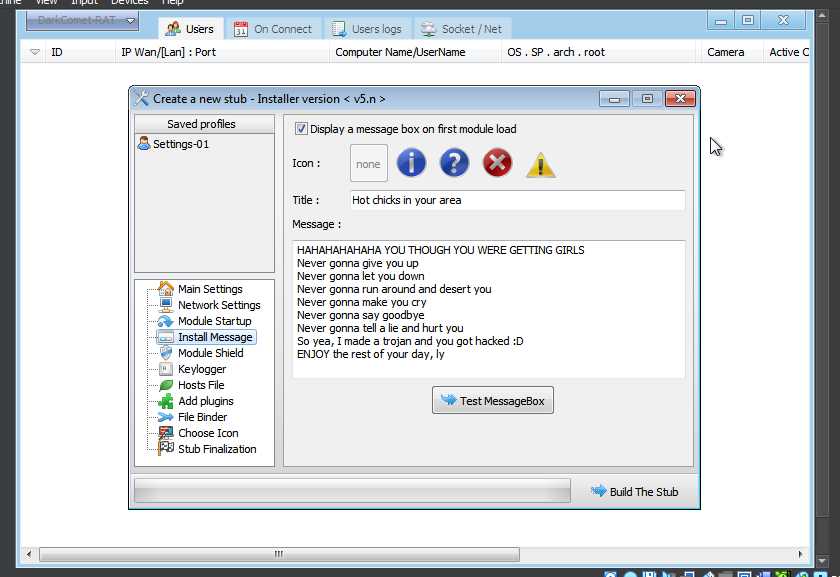 View Input Devices Help
DarkComet-RAT
Users
On Connect
Users logs
Socket / Net
ID
IP Wan/[Lan] : Port
Computer Name/UserName
OS . SP . arch . root
Camera
Active C
Create a new stub - Installer version < v5.n >
Saved profiles
Settings-01
Main Settings
Network Settings
Module Startup
Install Message
Module Shield
Keylogger
Hosts File
Add plugins
File Binder
Choose Icon
Stub Finalization
Display a message box on first module load
Icon :
none
Title :
Hot chicks in your area
Message :
HAHAHAHAHAHA YOU THOUGH YOU WERE GETTING GIRLS
Never gonna give you up
Never gonna let you down
Never gonna run around and desert you
Never gonna make you cry
Never gonna say goodbye
Never gonna tell a lie and hurt you
So yea, I made a trojan and you got hacked :D
ENJOY the rest of your day, ly
Test MessageBox
Build The Stub